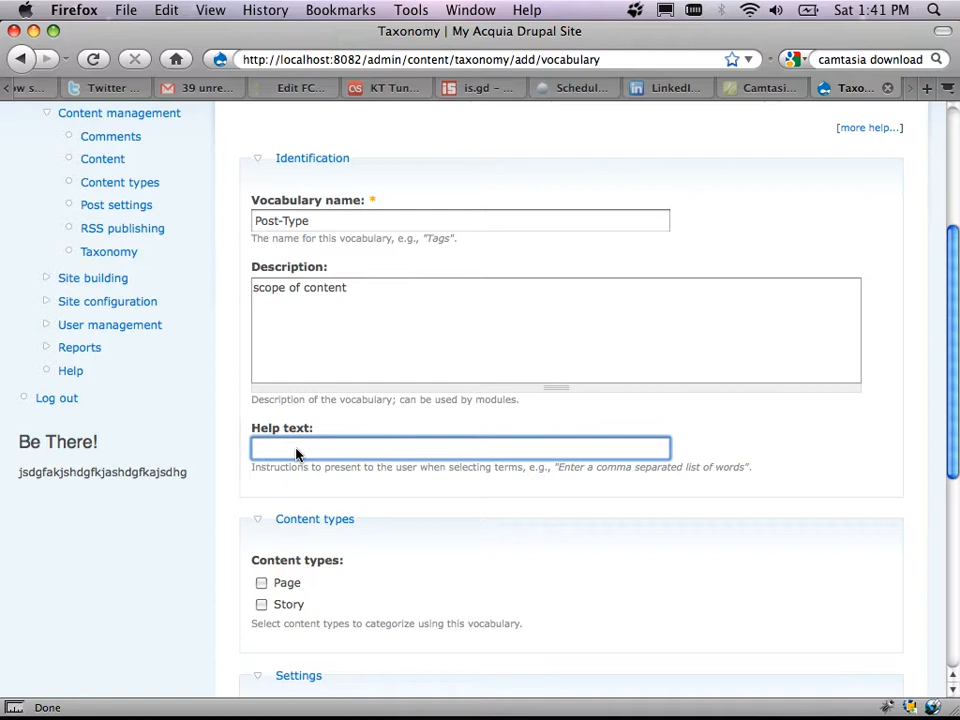 Firefox File Edit View History Bookmarks Tools Window Help Sat 1:41 PM
Taxonomy | My Acquia Drupal Site
http://localhost:8082/admin/content/taxonomy/add/vocabulary camtasia download
ow s... Twitter ... 39 unre... Edit FC... KT Tun... is.gd – ... Schedul... LinkedI... Camtasi... Taxo...
Content management
[more help...]
Comments
Identification
Content
Content types
Vocabulary name: *
Post settings
Post-Type
RSS publishing
The name for this vocabulary, e.g., "Tags".
Taxonomy
Description:
Site building
scope of content
Site configuration
User management
Reports
Help
Log out
Description of the vocabulary; can be used by modules.
Be There!
Help text:
jsdgfakjshdgfkjashdgfkajsdhg
Instructions to present to the user when selecting terms, e.g., "Enter a comma separated list of words".
Content types
Content types:
Page
Story
Select content types to categorize using this vocabulary.
Settings
Done